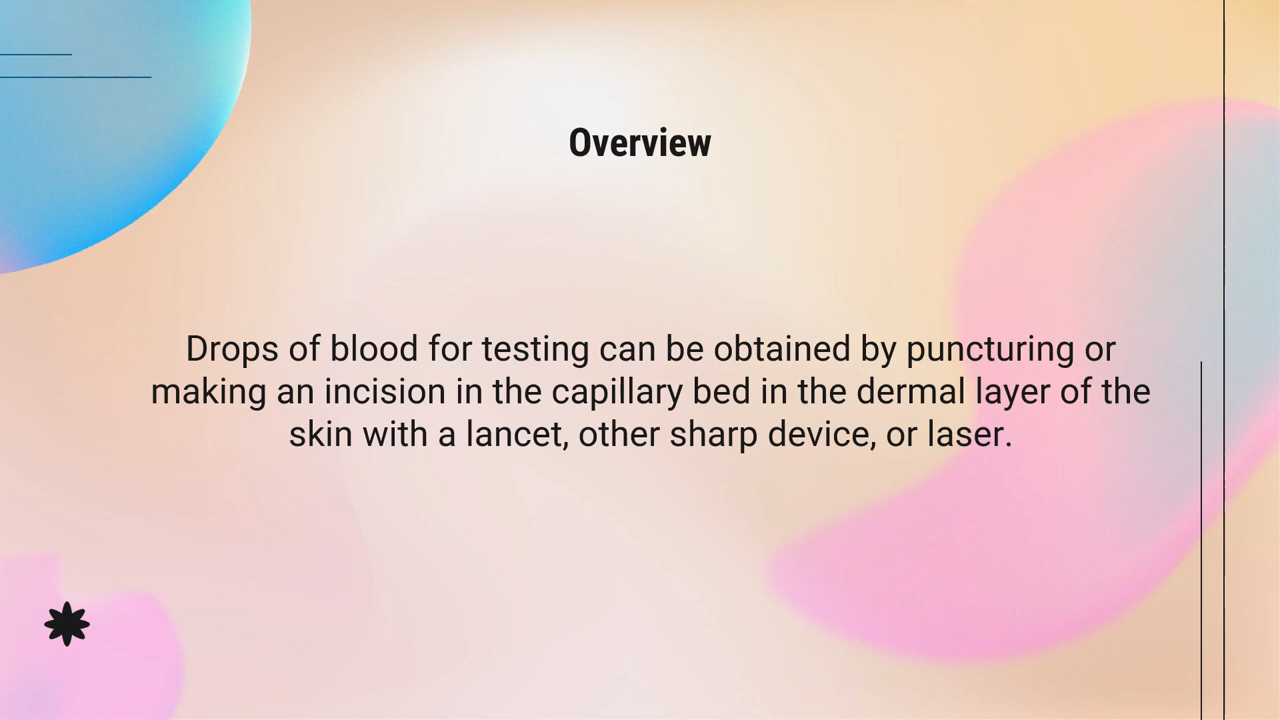 Overview
Drops of blood for testing can be obtained by puncturing or
making an incision in the capillary bed in the dermal layer of the
skin with a lancet, other sharp device, or laser.